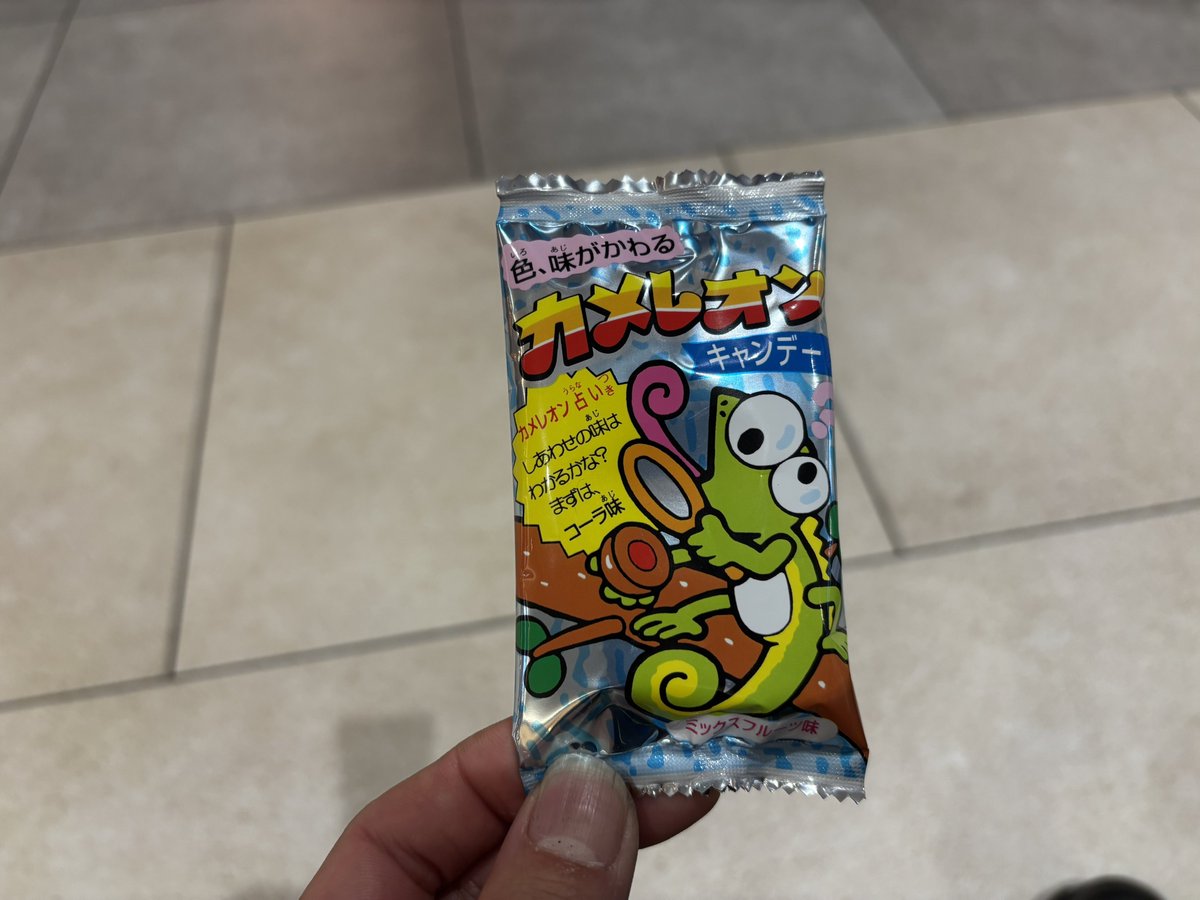 色、味がかわる
カメレオン
キャンデー
カメレオン占いつき
しあわせの味は
わかるかな?
まずは、
コーラ味
ミックスフルーツ味